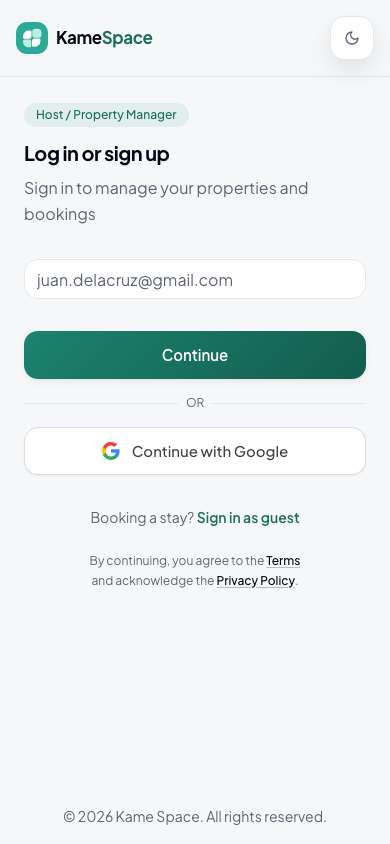 KameSpace
Host / Property Manager
Log in or sign up
Sign in to manage your properties and
bookings
juan.delacruz@gmail.com
Continue
OR
Continue with Google
Booking a stay? Sign in as guest
By continuing, you agree to the Terms
and acknowledge the Privacy Policy.
© 2026 Kame Space. All rights reserved.